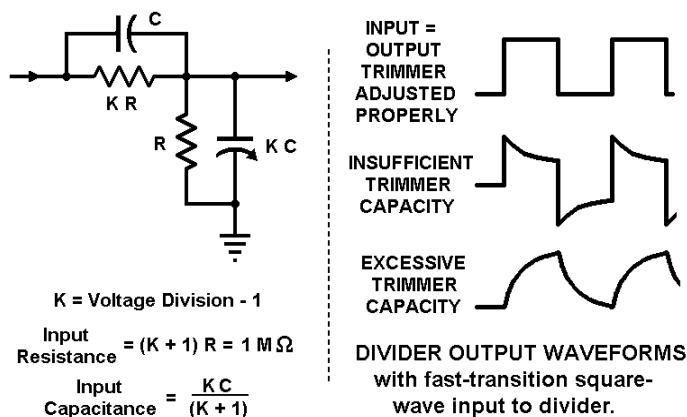 C
K R
R
K C
K = Voltage Division - 1
Input
Resistance = (K + 1) R = 1 M Ω
Input
Capacitance = K C
(K + 1)
INPUT =
OUTPUT
TRIMMER
ADJUSTED
PROPERLY
INSUFFICIENT
TRIMMER
CAPACITY
EXCESSIVE
TRIMMER
CAPACITY
DIVIDER OUTPUT WAVEFORMS
with fast-transition square-
wave input to divider.